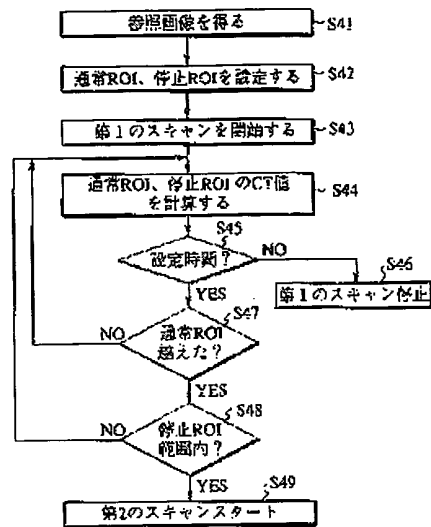 参照画像を得る
S41
通常ROI、停止ROIを設定する
S42
第1のスキャンを開始する
S43
通常ROI、停止ROIのCT値
を計算する
S44
S45
設定時間?
NO
S46
YES
第1のスキャン停止
S47
NO
通常ROI
越えた?
YES
S48
NO
停止ROI
範囲内?
YES
S49
第2のスキャンスタート